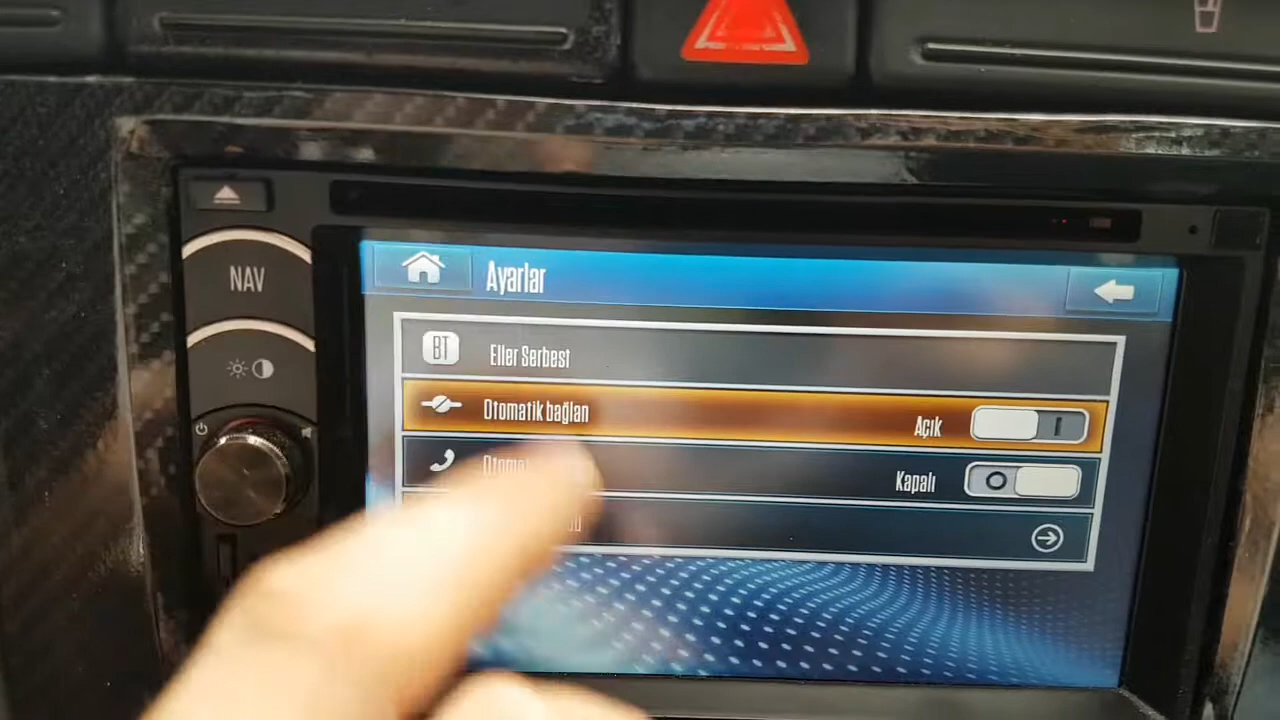 NAV
Ayarlar
BT Eller Serbest
Otomatik bağlan Açık
Kapalı